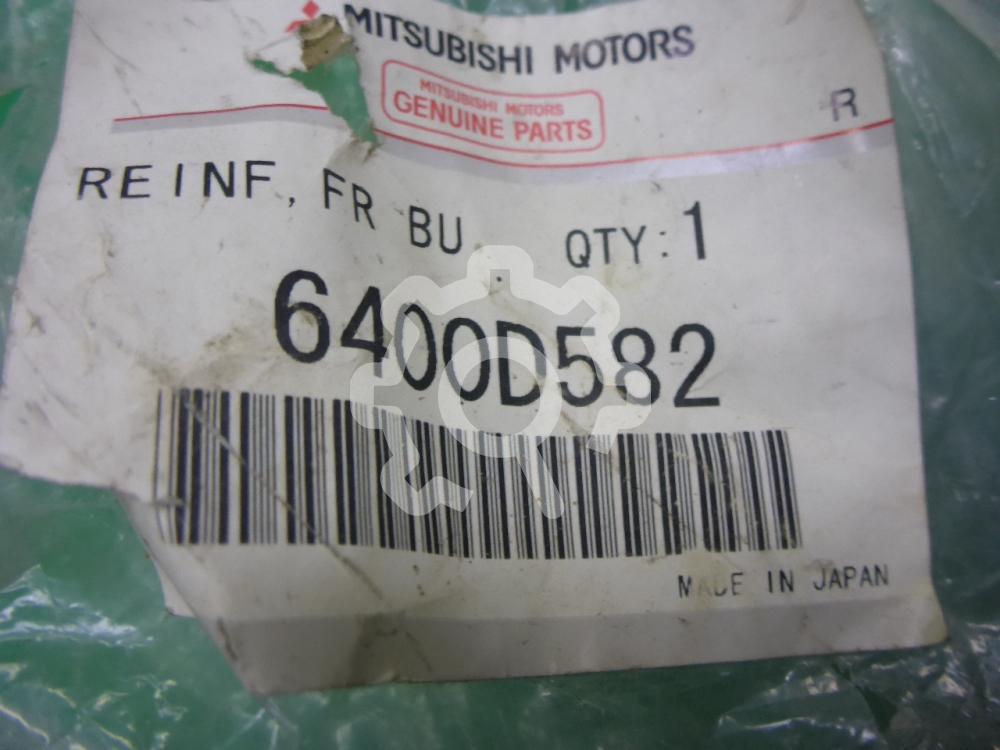 MITSUBISHI MOTORS
MITSUBISHI MOTORS
GENUINE PARTS
R
REINF, FR BU QTY:1
6400D582
MADE IN JAPAN